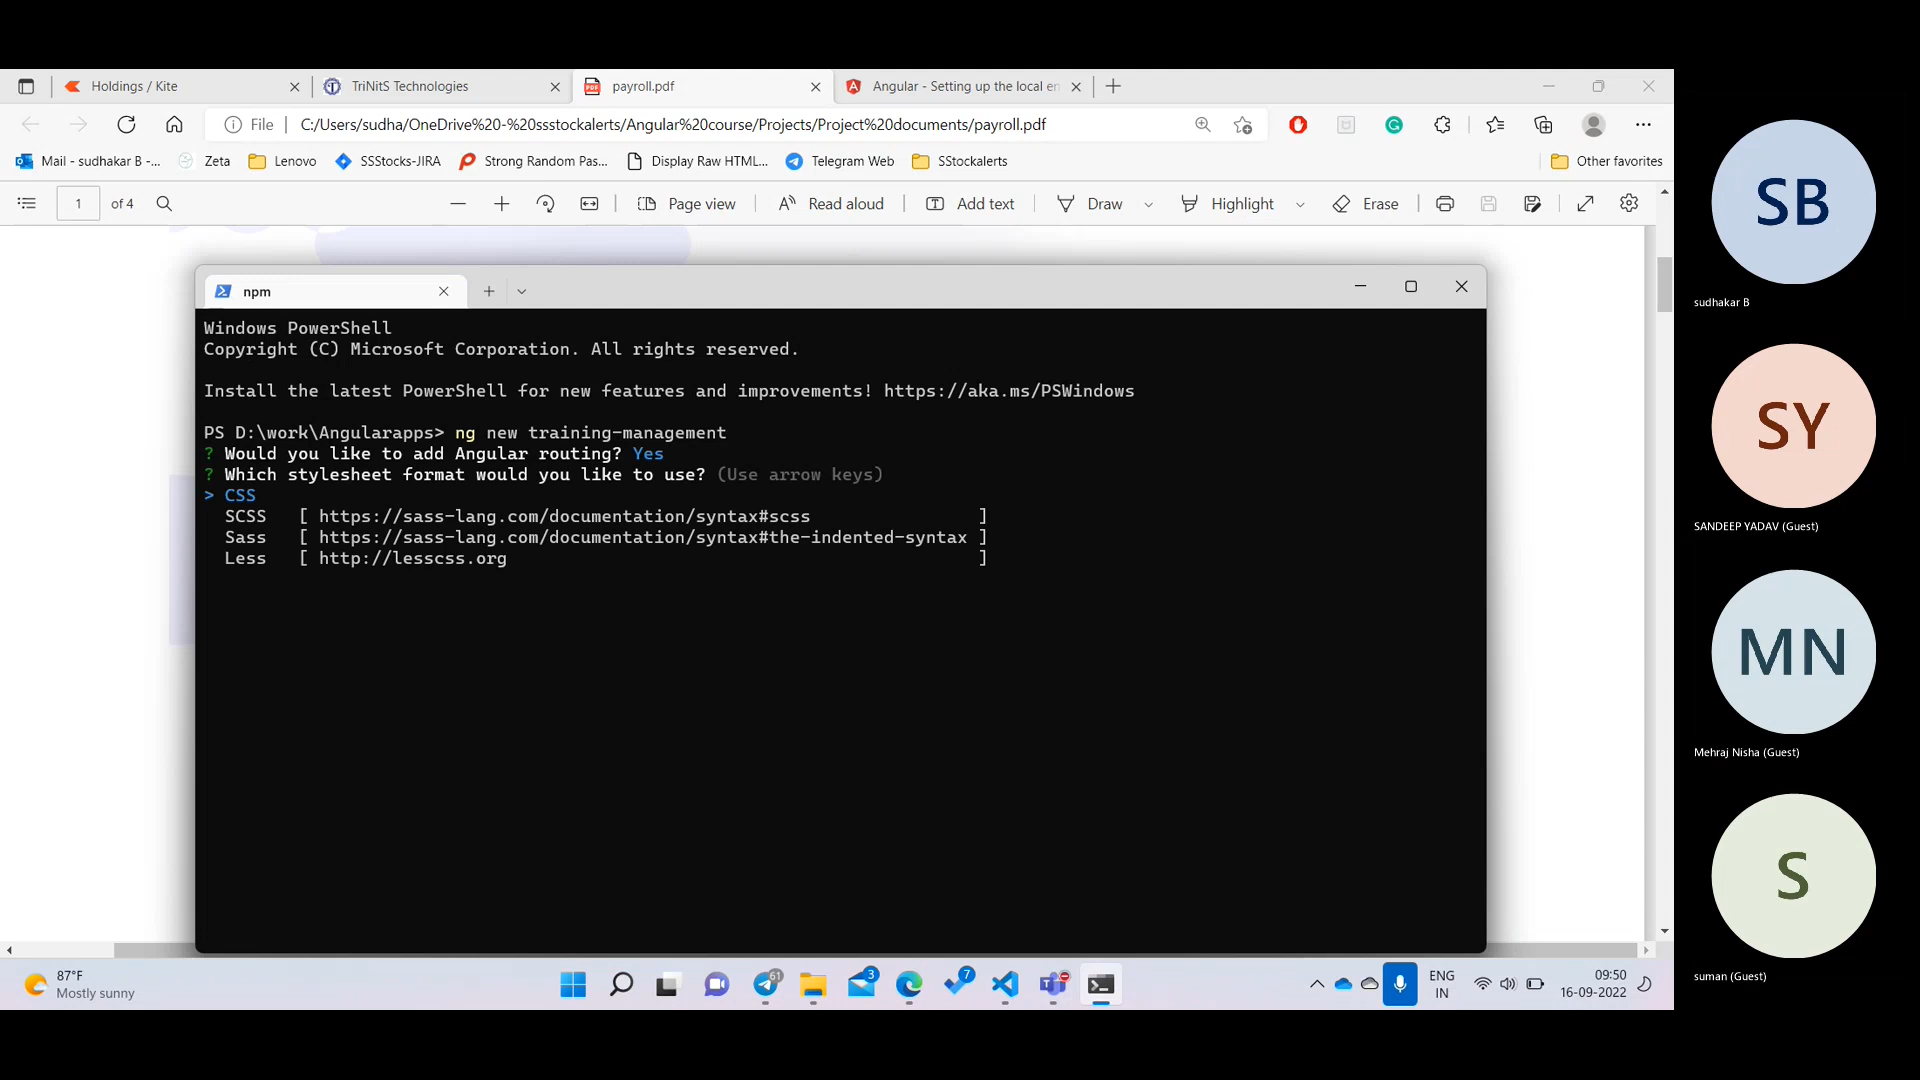 Holdings / Kite
TriNitS Technologies
payroll.pdf
Angular - Setting up the local en
File
C:/Users/sudha/OneDrive%20-%20ssstockalerts/Angular%20course/Projects/Project%20documents/payroll.pdf
Mail - sudhakar B -...
Zeta
Lenovo
SSStocks-JIRA
Strong Random Pas...
Display Raw HTML...
Telegram Web
SStockalerts
Other favorites
1
of 4
Page view
Read aloud
Add text
Draw
Highlight
Erase
npm
Windows PowerShell
Copyright (C) Microsoft Corporation. All rights reserved.
Install the latest PowerShell for new features and improvements! https://aka.ms/PSWindows
PS D:\work\Angularapps> ng new training-management
? Would you like to add Angular routing? Yes
? Which stylesheet format would you like to use? (Use arrow keys)
> CSS
SCSS [ https://sass-lang.com/documentation/syntax#scss ]
Sass [ https://sass-lang.com/documentation/syntax#the-indented-syntax ]
Less [ http://lesscss.org ]
87°F
Mostly sunny
61
3
7
ENG
IN
09:50
16-09-2022
SB
sudhakar B
SY
SANDEEP YADAV (Guest)
MN
Mehraj Nisha (Guest)
S
suman (Guest)